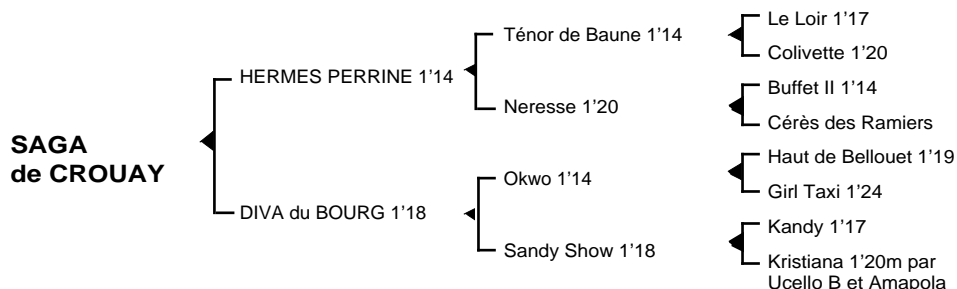 SAGA
de CROUAY
HERMES PERRINE 1’14
DIVA du BOURG 1’18
Ténor de Baune 1’14
Neresse 1’20
Okwo 1’14
Sandy Show 1’18
Le Loir 1’17
Colivette 1’20
Buffet II 1’14
Cérès des Ramiers
Haut de Bellouet 1’19
Girl Taxi 1’24
Kandy 1’17
Kristiana 1’20m par
Ucello B et Amapola